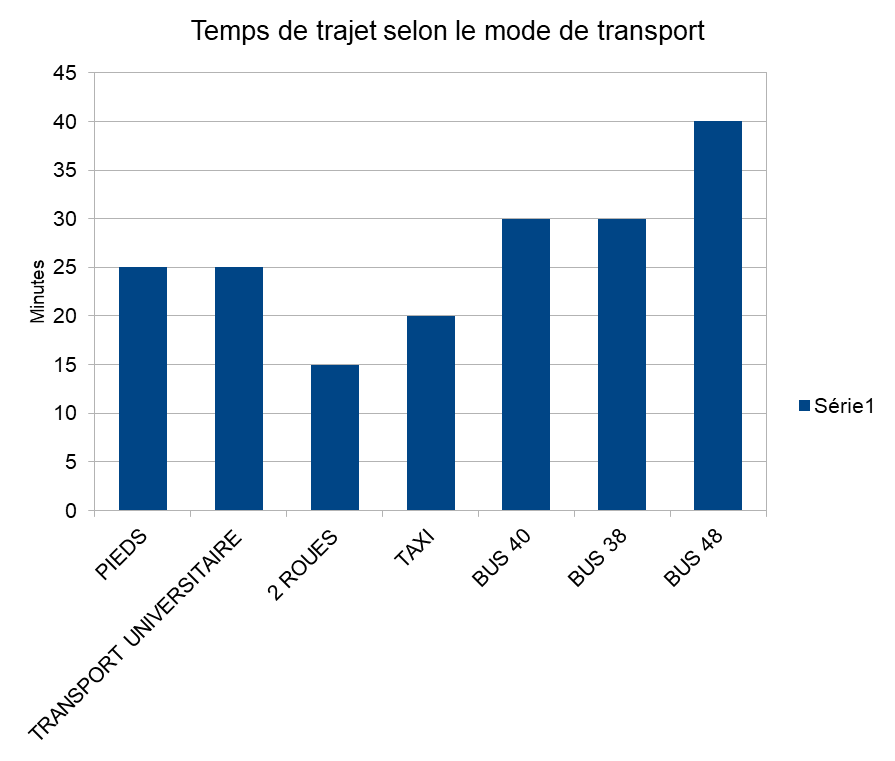 Temps de trajet selon le mode de transport
45
40
35
30
25
20
15
10
5
0
Minutes
PIEDS
TRANSPORT UNIVERSITAIRE
2 ROUES
TAXI
BUS 40
BUS 38
BUS 48
Série1